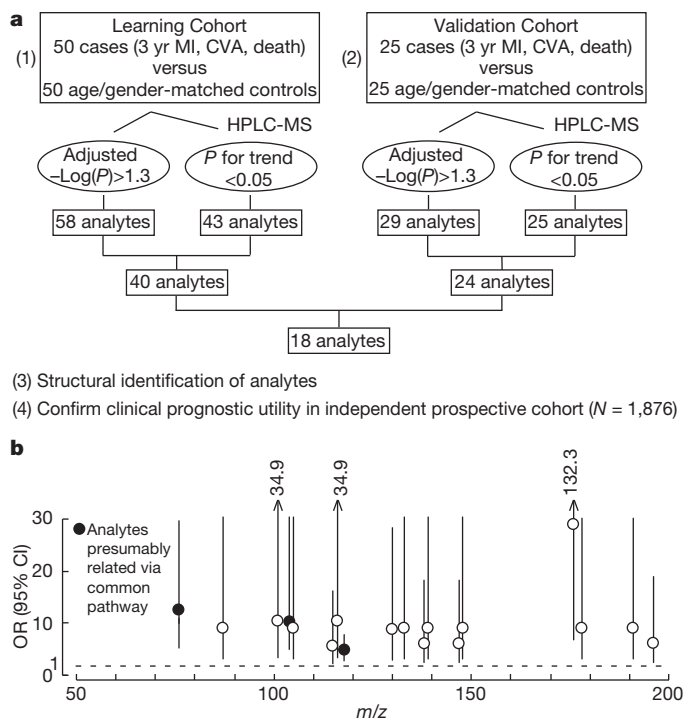 a
Learning Cohort
(1) 50 cases (3 yr MI, CVA, death)
versus
50 age/gender-matched controls
Validation Cohort
(2) 25 cases (3 yr MI, CVA, death)
versus
25 age/gender-matched controls
HPLC-MS
HPLC-MS
Adjusted
–Log(P)>1.3
P for trend
<0.05
Adjusted
–Log(P)>1.3
P for trend
<0.05
58 analytes
43 analytes
29 analytes
25 analytes
40 analytes
24 analytes
18 analytes
(3) Structural identification of analytes
(4) Confirm clinical prognostic utility in independent prospective cohort (N = 1,876)
b
34.9
34.9
132.3
30
20
10
1
0
OR (95% CI)
Analytes
presumably
related via
common
pathway
50
100
150
200
m/z